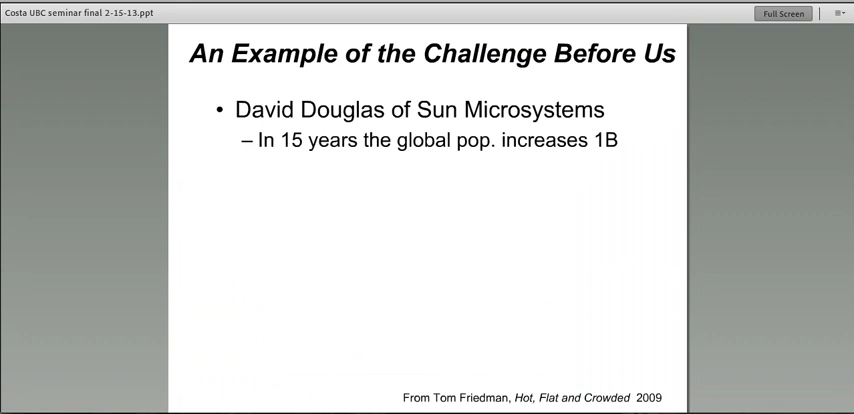 Costa UBC seminar final 2-15-13.ppt
Full Screen
An Example of the Challenge Before Us
• David Douglas of Sun Microsystems
– In 15 years the global pop. increases 1B
From Tom Friedman, Hot, Flat and Crowded 2009